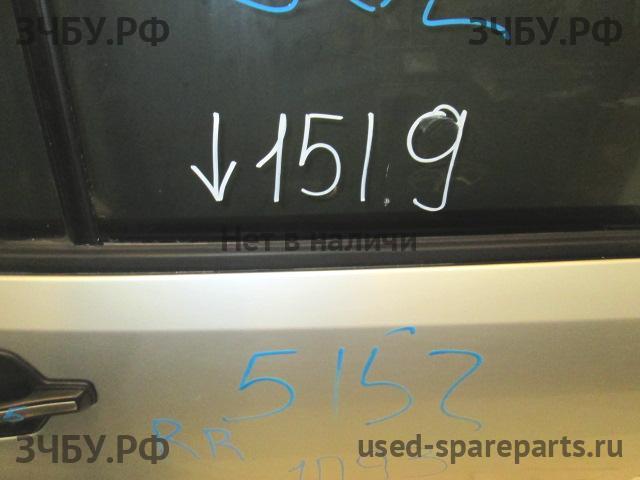 ЗЧБУ.РФ ЗЧБУ.РФ
↓151.9
Нет в наличи
5152
RR
ЗЧБУ.РФ used-spareparts.ru